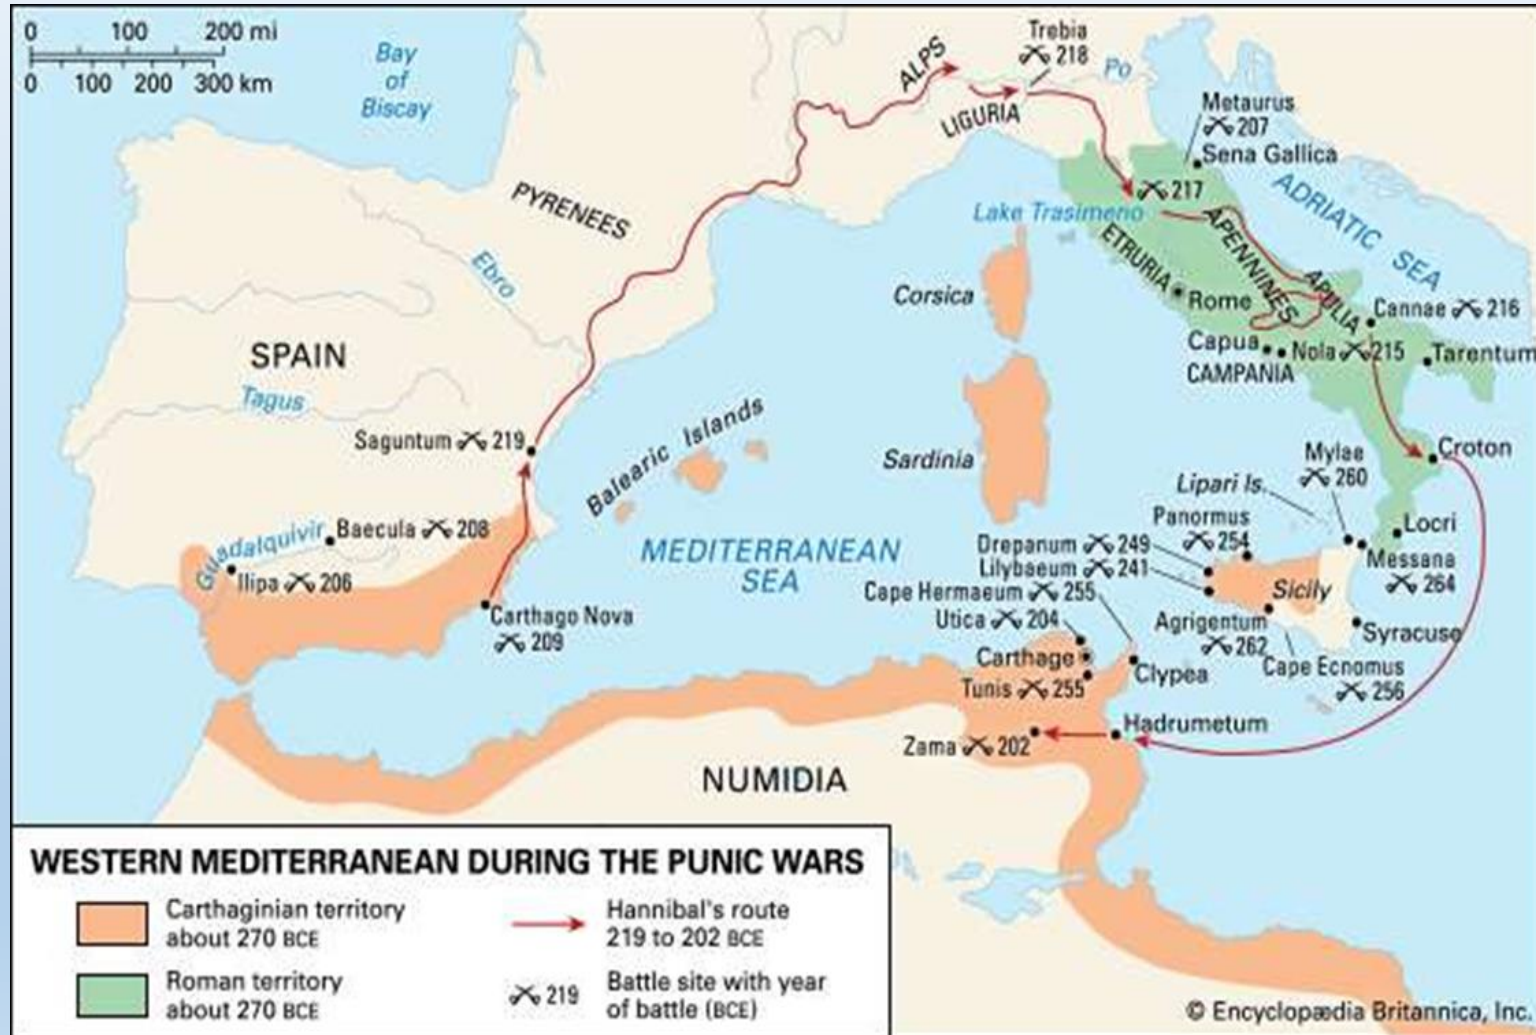 0 100 200 mi
0 100 200 300 km
Bay
of
Biscay
ALPS
Trebia
218
Po
LIGURIA
Metaurus
207
Sena Gallica
PYRENEES
217
ADRIATIC SEA
Lake Trasimeno
Ebro
ETRURIA
APENNINES
APULIA
Corsica
Rome
Cannae 216
SPAIN
Capua
Nola 215
Tarentum
CAMPANIA
Tagus
Saguntum 219
Balearic Islands
Sardinia
Croton
Mylae
260
Lipari Is.
Panormus
254
Guadalquivir
Baecula 208
Locri
MEDITERRANEAN
SEA
Drepanum 249
Lilybaeum 241
Messana
264
Ilipa 206
Cape Hermaeum 255
Sicily
Utica 204
Agrigentum
262
Carthago Nova
209
Syracuse
Carthage
Clypea
Cape Ecnomus
256
Tunis 255
Hadrumetum
Zama 202
NUMIDIA
WESTERN MEDITERRANEAN DURING THE PUNIC WARS
Carthaginian territory
about 270 BCE
Hannibal's route
219 to 202 BCE
Roman territory
about 270 BCE
219
Battle site with year
of battle (BCE)
© Encyclopædia Britannica, Inc.